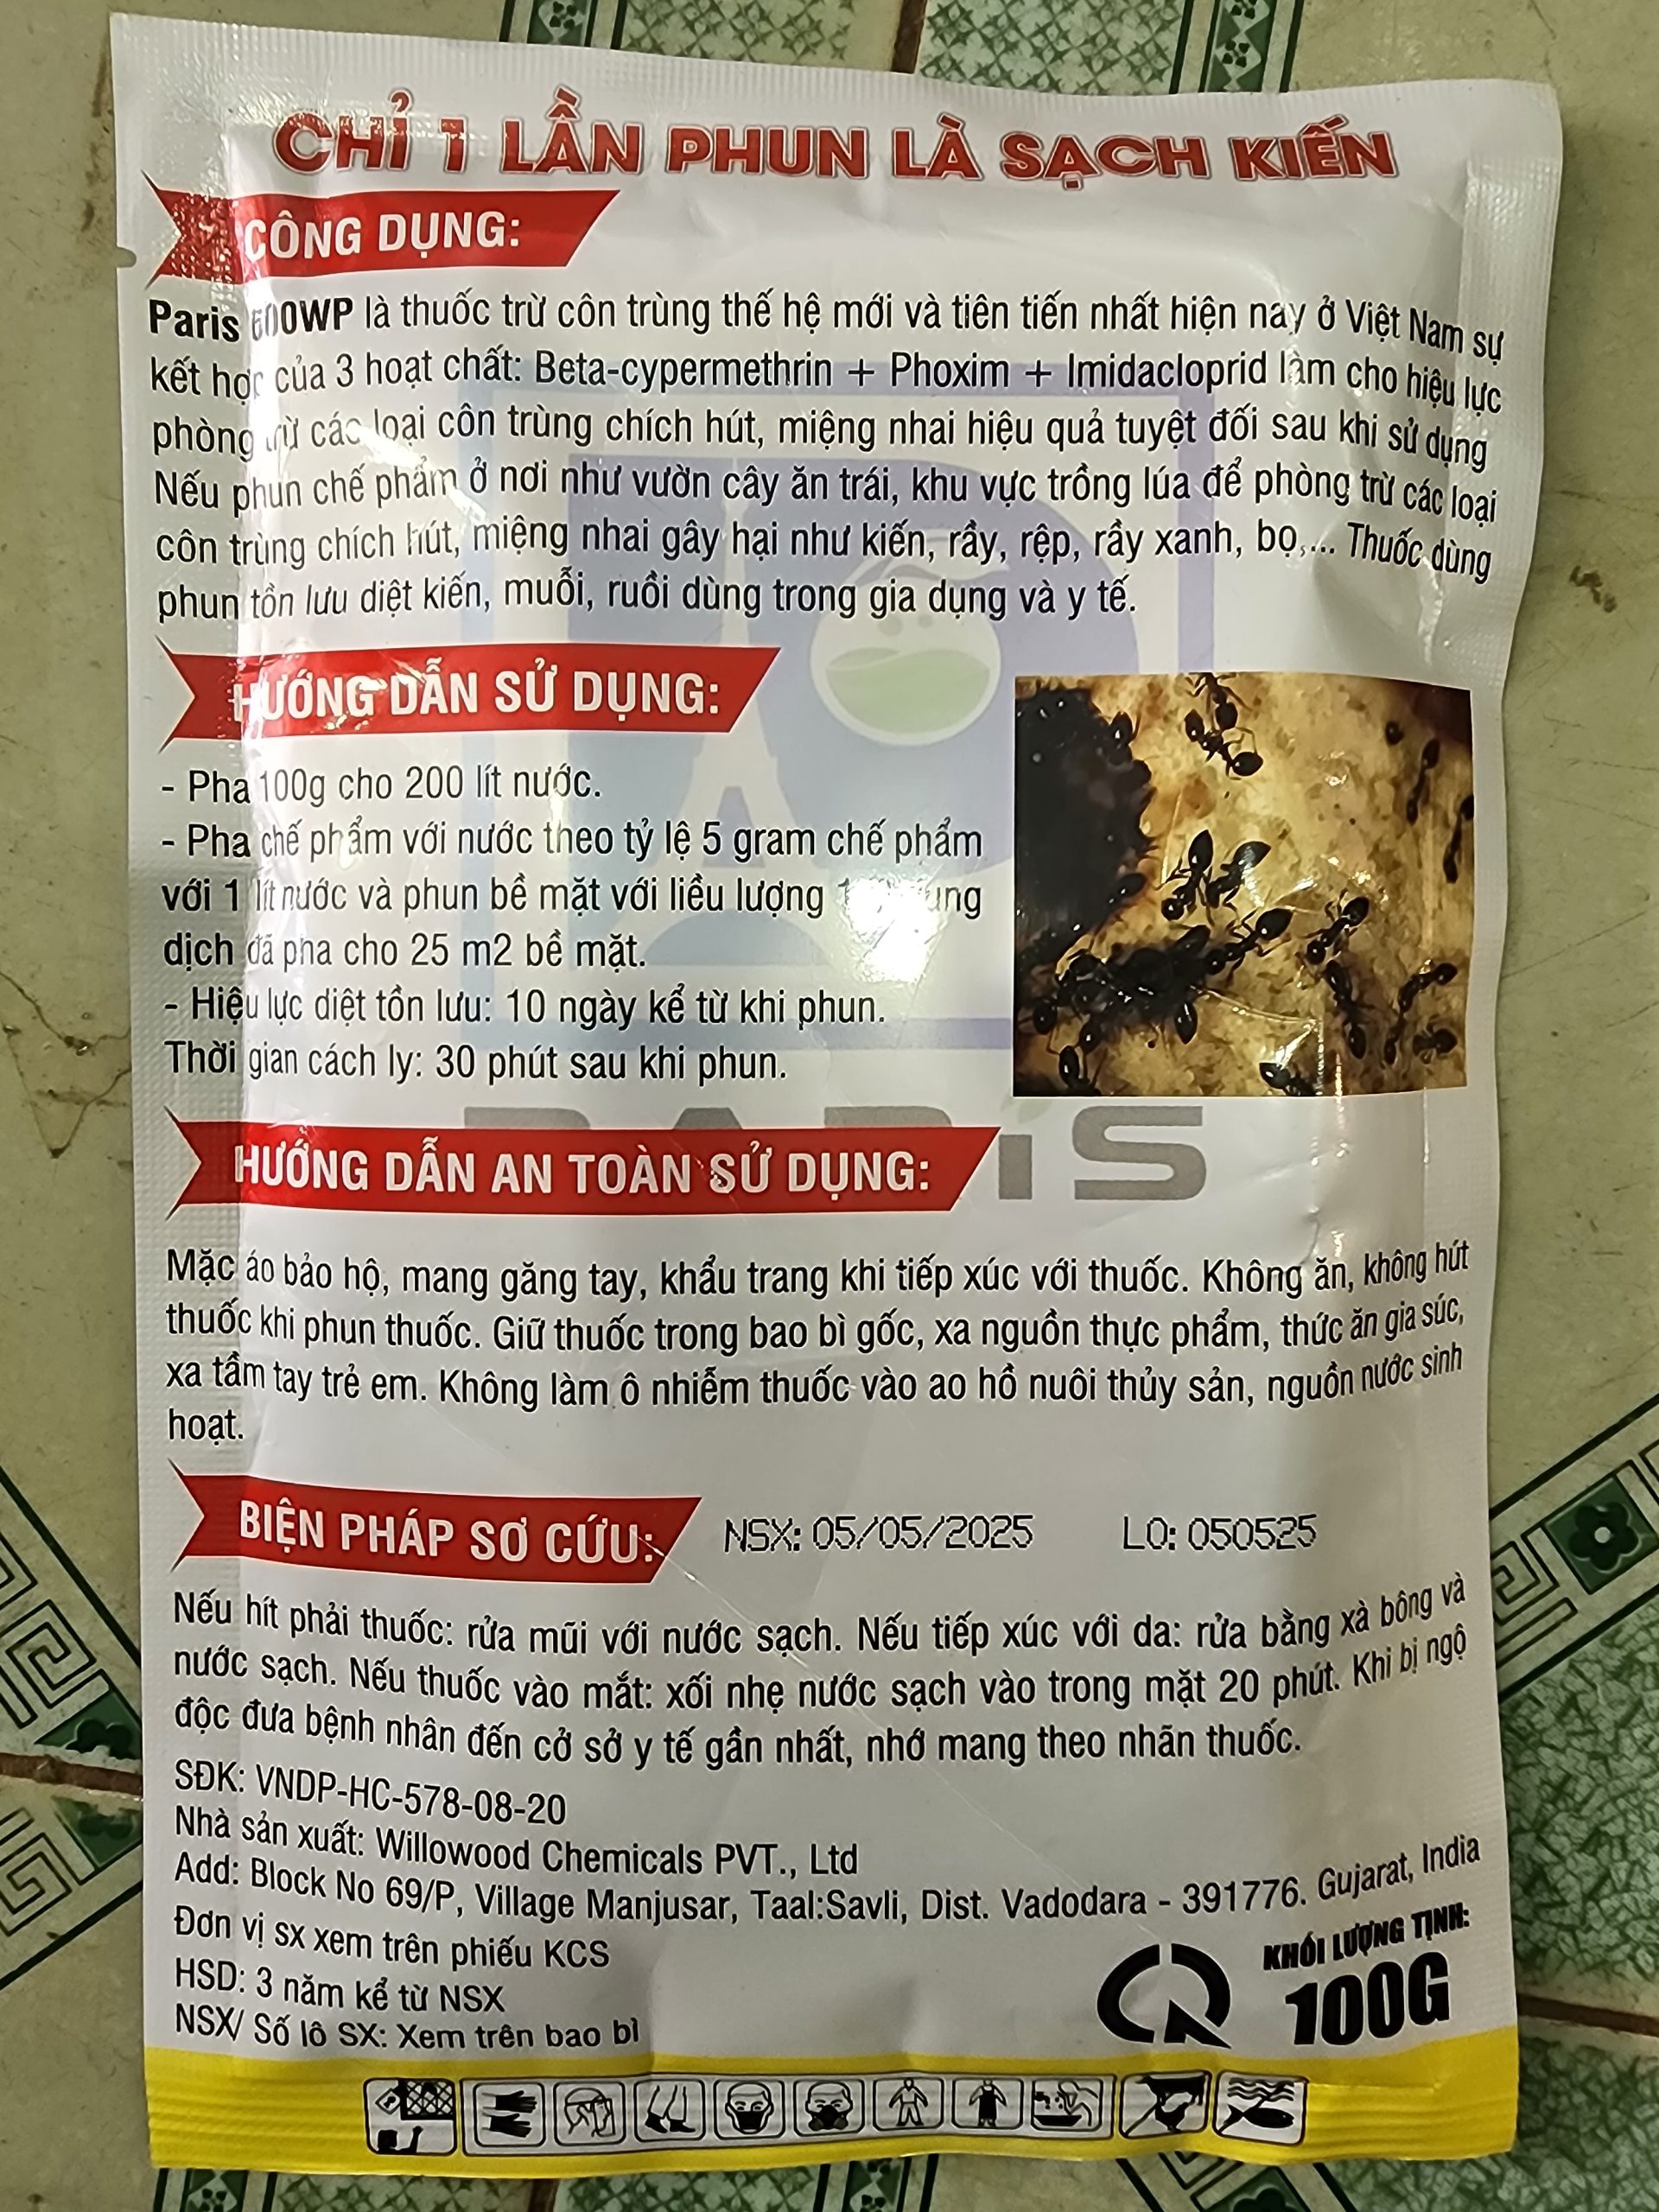 CHỈ 1 LẦN PHUN LÀ SẠCH KIẾN
CÔNG DỤNG:
Paris 600WP là thuốc trừ côn trùng thế hệ mới và tiên tiến nhất hiện nay ở Việt Nam sự
kết hợp của 3 hoạt chất: Beta-cypermethrin + Phoxim + Imidacloprid làm cho hiệu lực
phòng trừ các loại côn trùng chích hút, miệng nhai hiệu quả tuyệt đối sau khi sử dụng
Nếu phun chế phẩm ở nơi như vườn cây ăn trái, khu vực trồng lúa để phòng trừ các loại
côn trùng chích hút, miệng nhai gây hại như kiến, rầy, rệp, rầy xanh, bọ,... Thuốc dùng
phun tồn lưu diệt kiến, muỗi, ruồi dùng trong gia dụng và y tế.
HƯỚNG DẪN SỬ DỤNG:
- Pha 100g cho 200 lít nước.
- Pha chế phẩm với nước theo tỷ lệ 5 gram chế phẩm
với 1 lít nước và phun bề mặt với liều lượng
dịch đã pha cho 25 m2 bề mặt.
- Hiệu lực diệt tồn lưu: 10 ngày kể từ khi phun.
Thời gian cách ly: 30 phút sau khi phun.
PARiS
HƯỚNG DẪN AN TOÀN SỬ DỤNG:
Mặc áo bảo hộ, mang găng tay, khẩu trang khi tiếp xúc với thuốc. Không ăn, không hút
thuốc khi phun thuốc. Giữ thuốc trong bao bì gốc, xa nguồn thực phẩm, thức ăn gia súc,
xa tầm tay trẻ em. Không làm ô nhiễm thuốc vào ao hồ nuôi thủy sản, nguồn nước sinh
hoạt.
BIỆN PHÁP SƠ CỨU: NSX: 05/05/2025 LO: 050525
Nếu hít phải thuốc: rửa mũi với nước sạch. Nếu tiếp xúc với da: rửa bằng xà bông và
nước sạch. Nếu thuốc vào mắt: xối nhẹ nước sạch vào trong mặt 20 phút. Khi bị ngộ
độc đưa bệnh nhân đến cở sở y tế gần nhất, nhớ mang theo nhãn thuốc.
SĐK: VNDP-HC-578-08-20
Nhà sản xuất: Willowood Chemicals PVT., Ltd
Add: Block No 69/P, Village Manjusar, Taal:Savli, Dist. Vadodara - 391776. Gujarat, India
Đơn vị sx xem trên phiếu KCS
HSD: 3 năm kể từ NSX
NSX/ Số lô SX: Xem trên bao bì
KHỐI LƯỢNG TỊNH:
100G